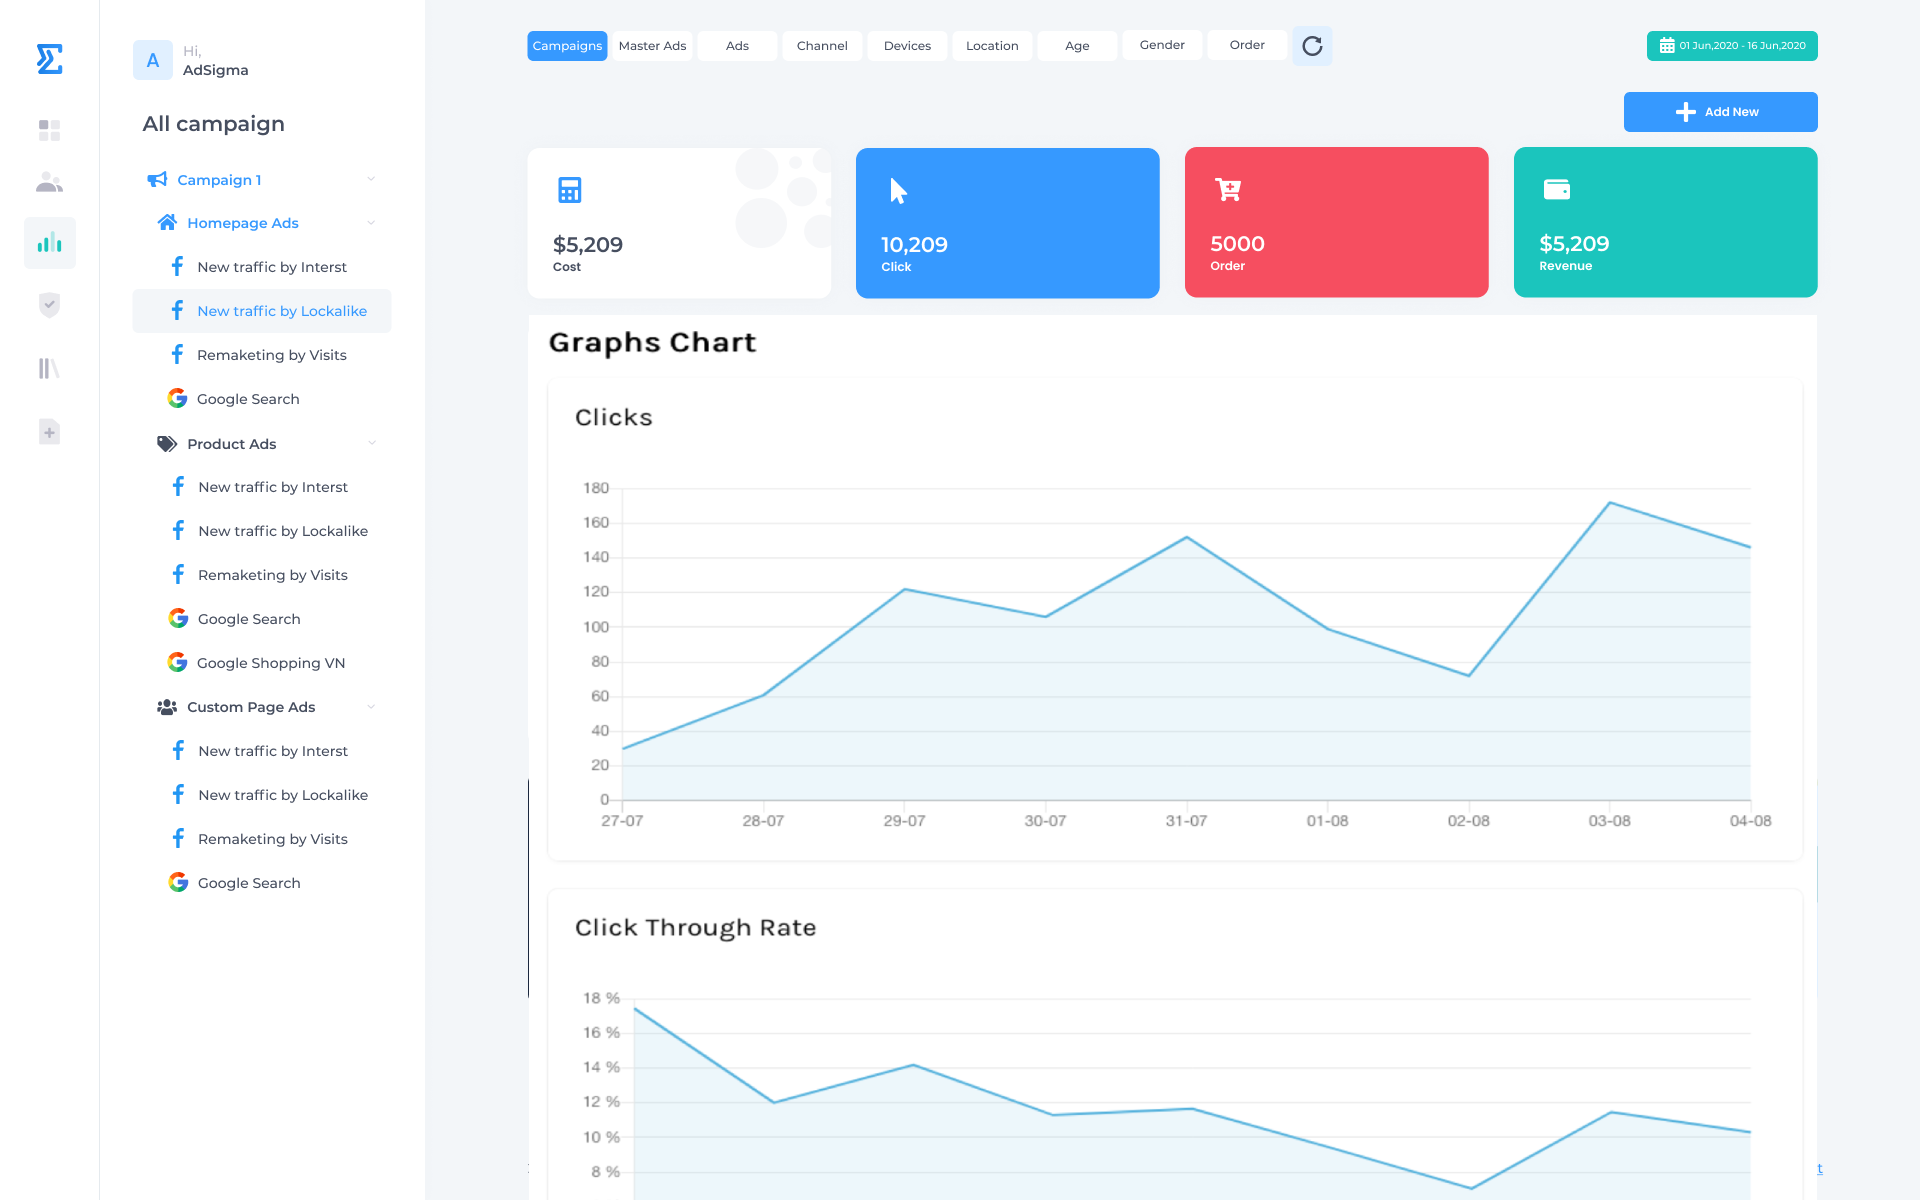 A
Hi,
AdSigma
All campaign
Campaign 1
Homepage Ads
New traffic by Interst
New traffic by Lockalike
Remaketing by Visits
Google Search
Product Ads
New traffic by Interst
New traffic by Lockalike
Remaketing by Visits
Google Search
Google Shopping VN
Custom Page Ads
New traffic by Interst
New traffic by Lockalike
Remaketing by Visits
Google Search
Campaigns Master Ads Ads Channel Devices Location Age Gender Order
01 Jun,2020 - 16 Jun,2020
Add New
$5,209
Cost
10,209
Click
5000
Order
$5,209
Revenue
Graphs Chart
Clicks
180
160
140
120
100
80
60
40
20
0
27-07 28-07 29-07 30-07 31-07 01-08 02-08 03-08 04-08
Click Through Rate
18 %
16 %
14 %
12 %
10 %
8 %
t